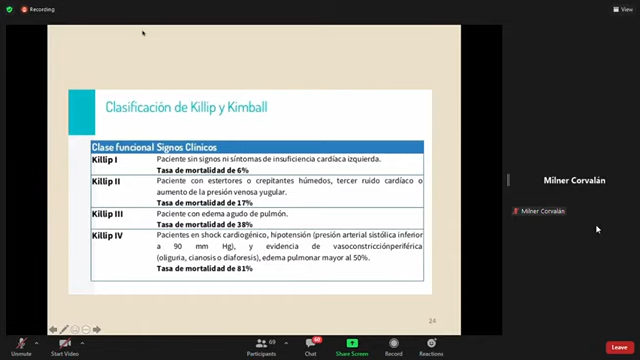 Recording
View
Clasificación de Killip y Kimball
Clase funcional Signos Clínicos
Killip I Paciente sin signos ni síntomas de insuficiencia cardíaca izquierda.
Tasa de mortalidad de 6%
Killip II Paciente con estertores o crepitantes húmedos, tercer ruido cardíaco o
aumento de la presión venosa yugular.
Tasa de mortalidad de 17%
Killip III Paciente con edema agudo de pulmón.
Tasa de mortalidad de 38%
Killip IV Pacientes en shock cardiogénico, hipotensión (presión arterial sistólica inferior
a 90 mm Hg), y evidencia de vasoconstricciónperiférica
(oliguria, cianosis o diaforesis), edema pulmonar mayor al 50%.
Tasa de mortalidad de 81%
24
Milner Corvalán
Milner Corvalán
Unmute
Start Video
69
Participants
60
Chat
Share Screen
Record
Reactions
Leave